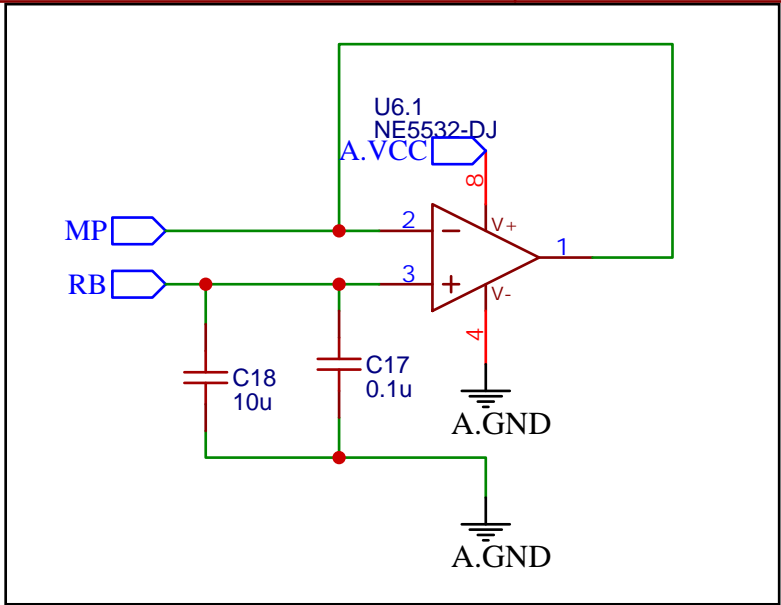 U6.1
NE5532-DJ
A.VCC
8
MP
2
V+
1
RB
3
V-
4
C18
10u
C17
0.1u
A.GND
A.GND